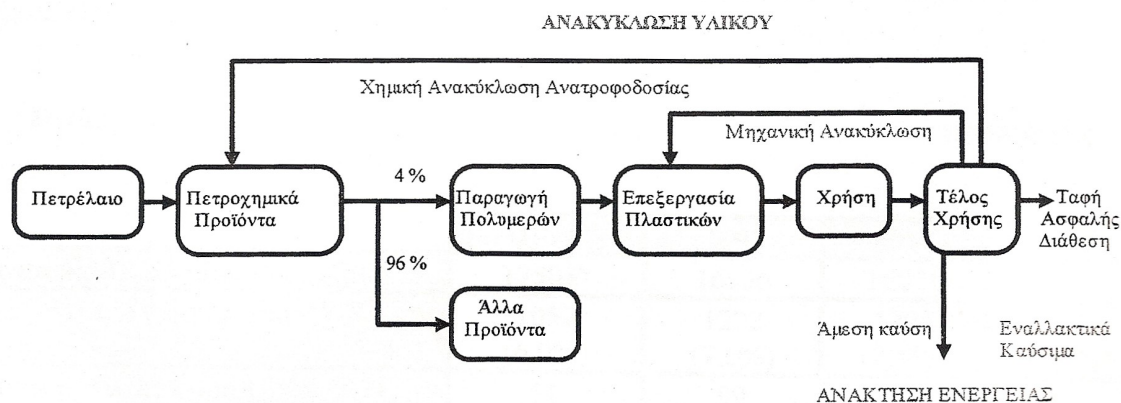 ΑΝΑΚΥΚΛΩΣΗ ΥΛΙΚΟΥ
Χημική Ανακύκλωση Ανατροφοδοσίας
Μηχανική Ανακύκλωση
Πετρέλαιο
Πετροχημικά
Προϊόντα
4 %
Παραγωγή
Πολυμερών
Επεξεργασία
Πλαστικών
Χρήση
Τέλος
Χρήσης
Ταφή
Ασφαλής
Διάθεση
96 %
Άλλα
Προϊόντα
Άμεση καύση
Εναλλακτικά
Καύσιμα
ΑΝΑΚΤΗΣΗ ΕΝΕΡΓΕΙΑΣ